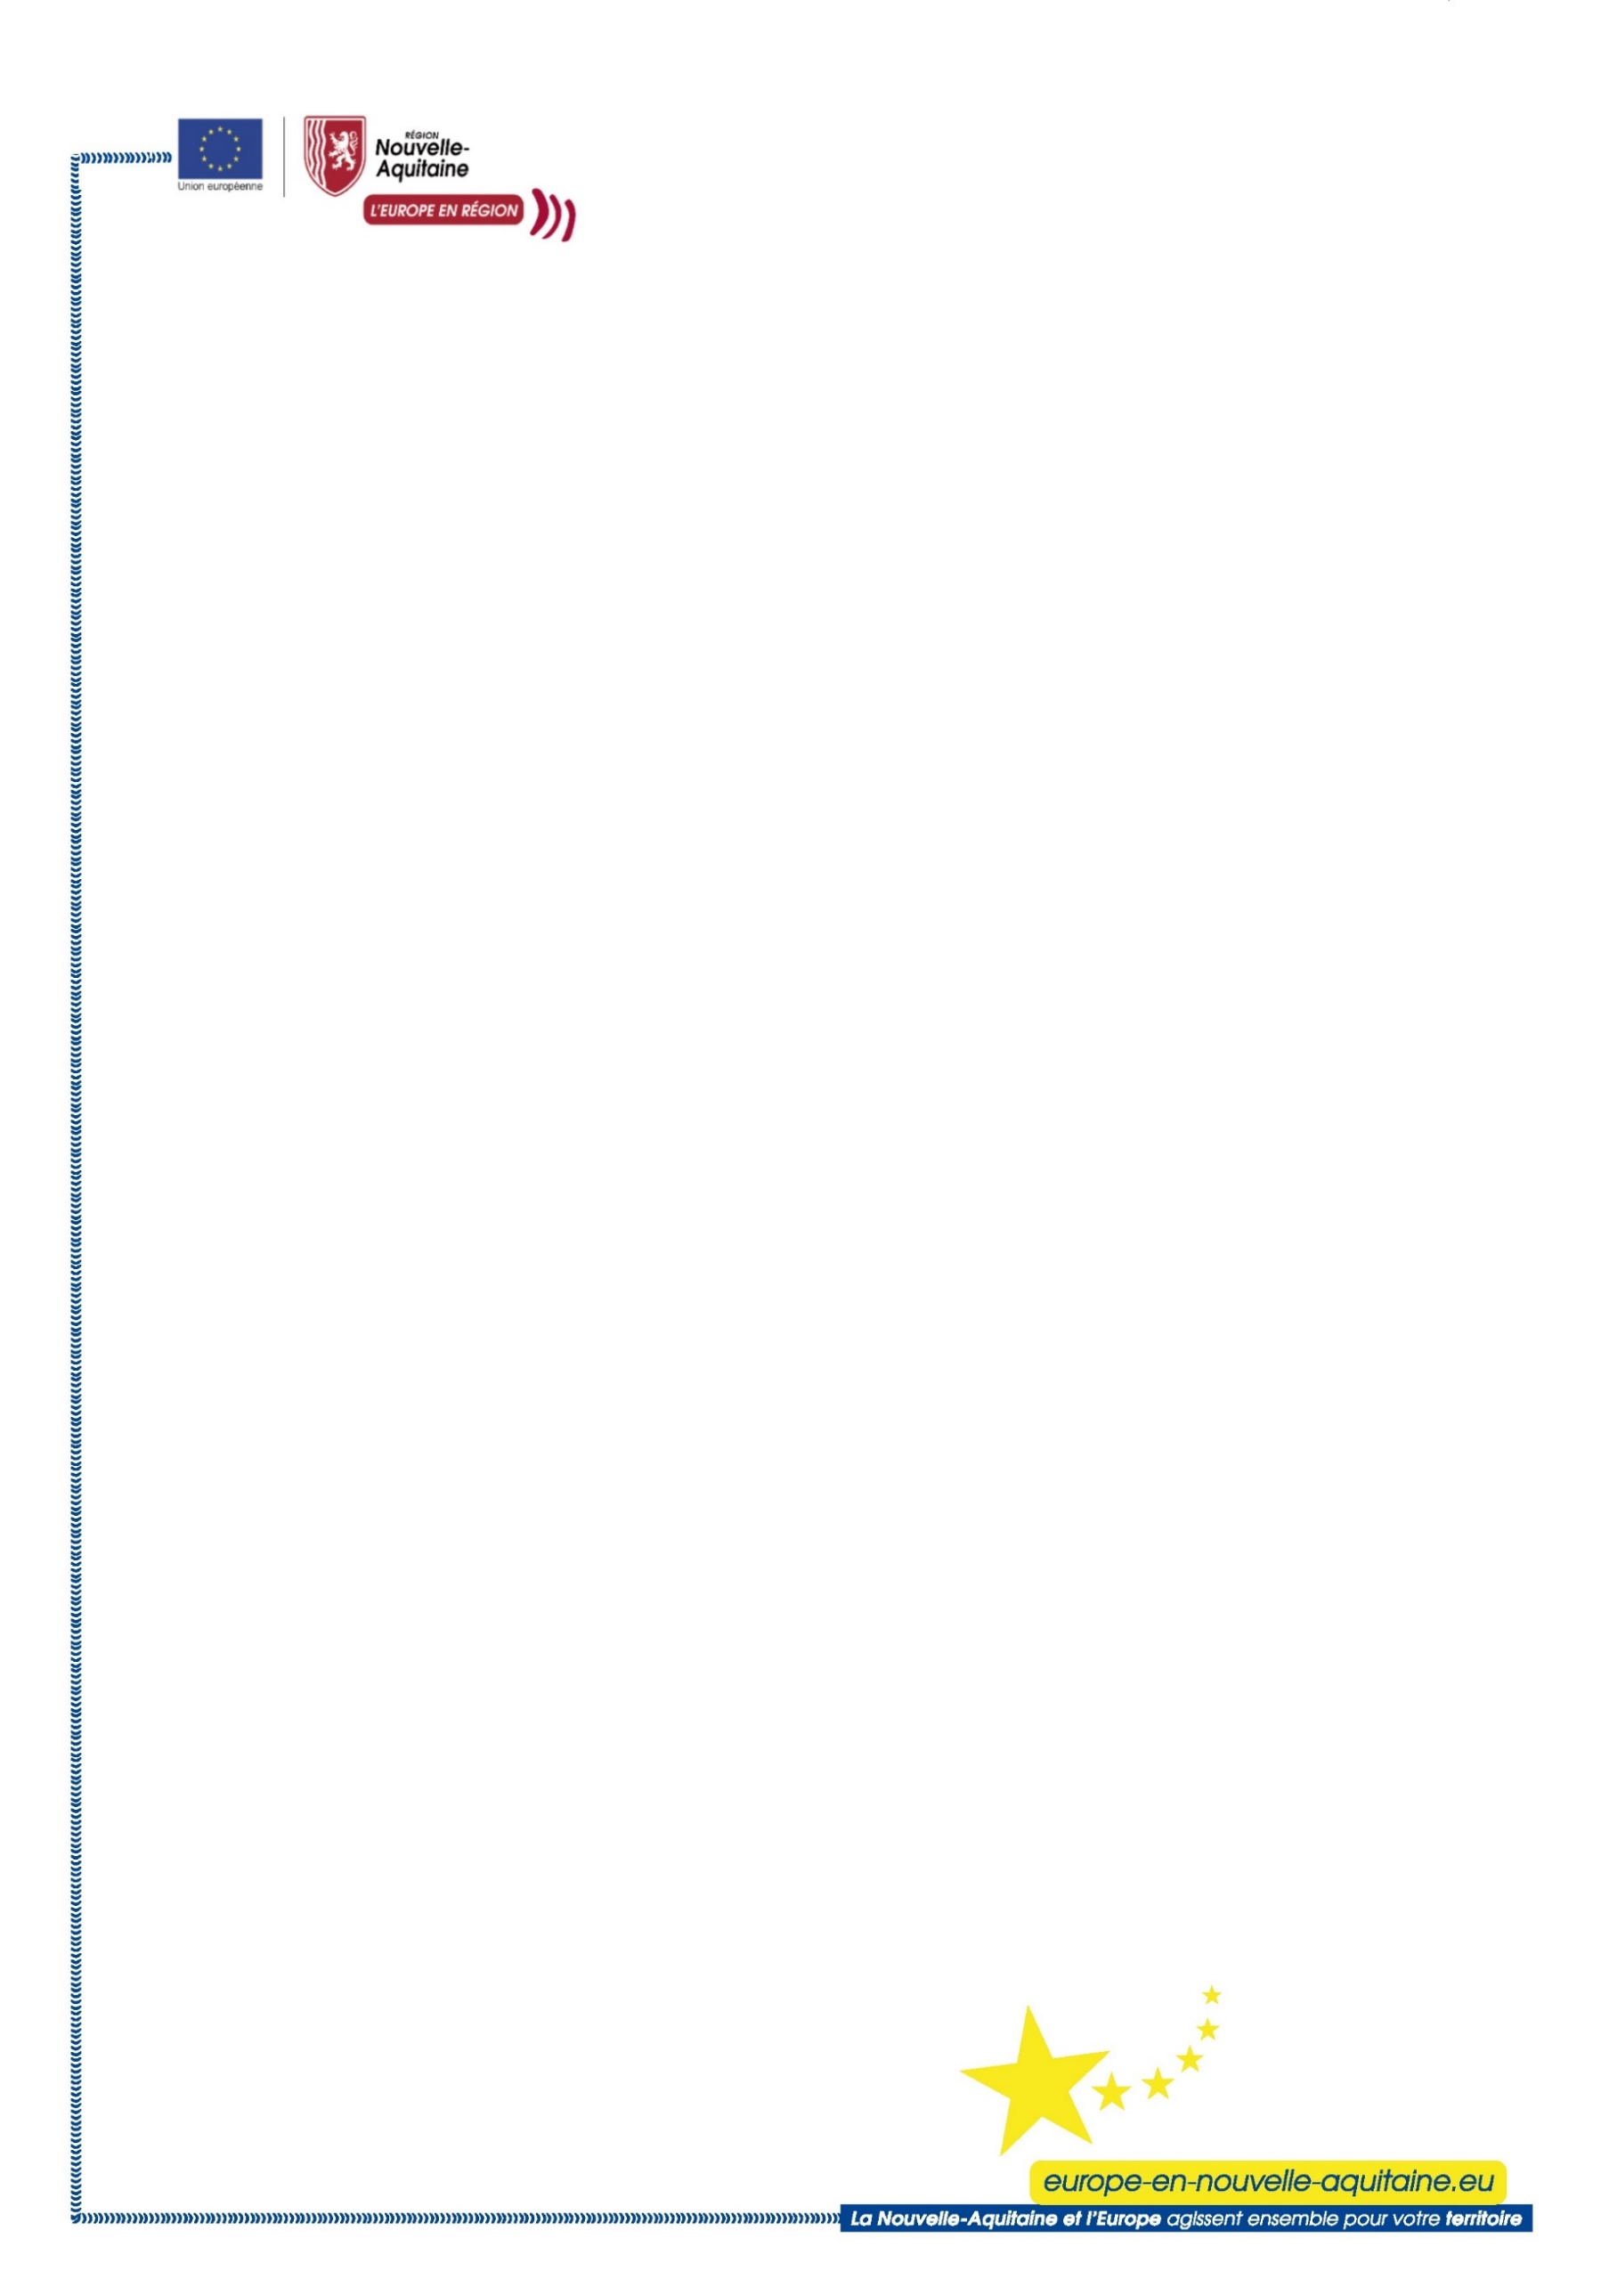 Union européenne
RÉGION
Nouvelle-
Aquitaine
L'EUROPE EN RÉGION
europe-en-nouvelle-aquitaine.eu
La Nouvelle-Aquitaine et l'Europe agissent ensemble pour votre territoire